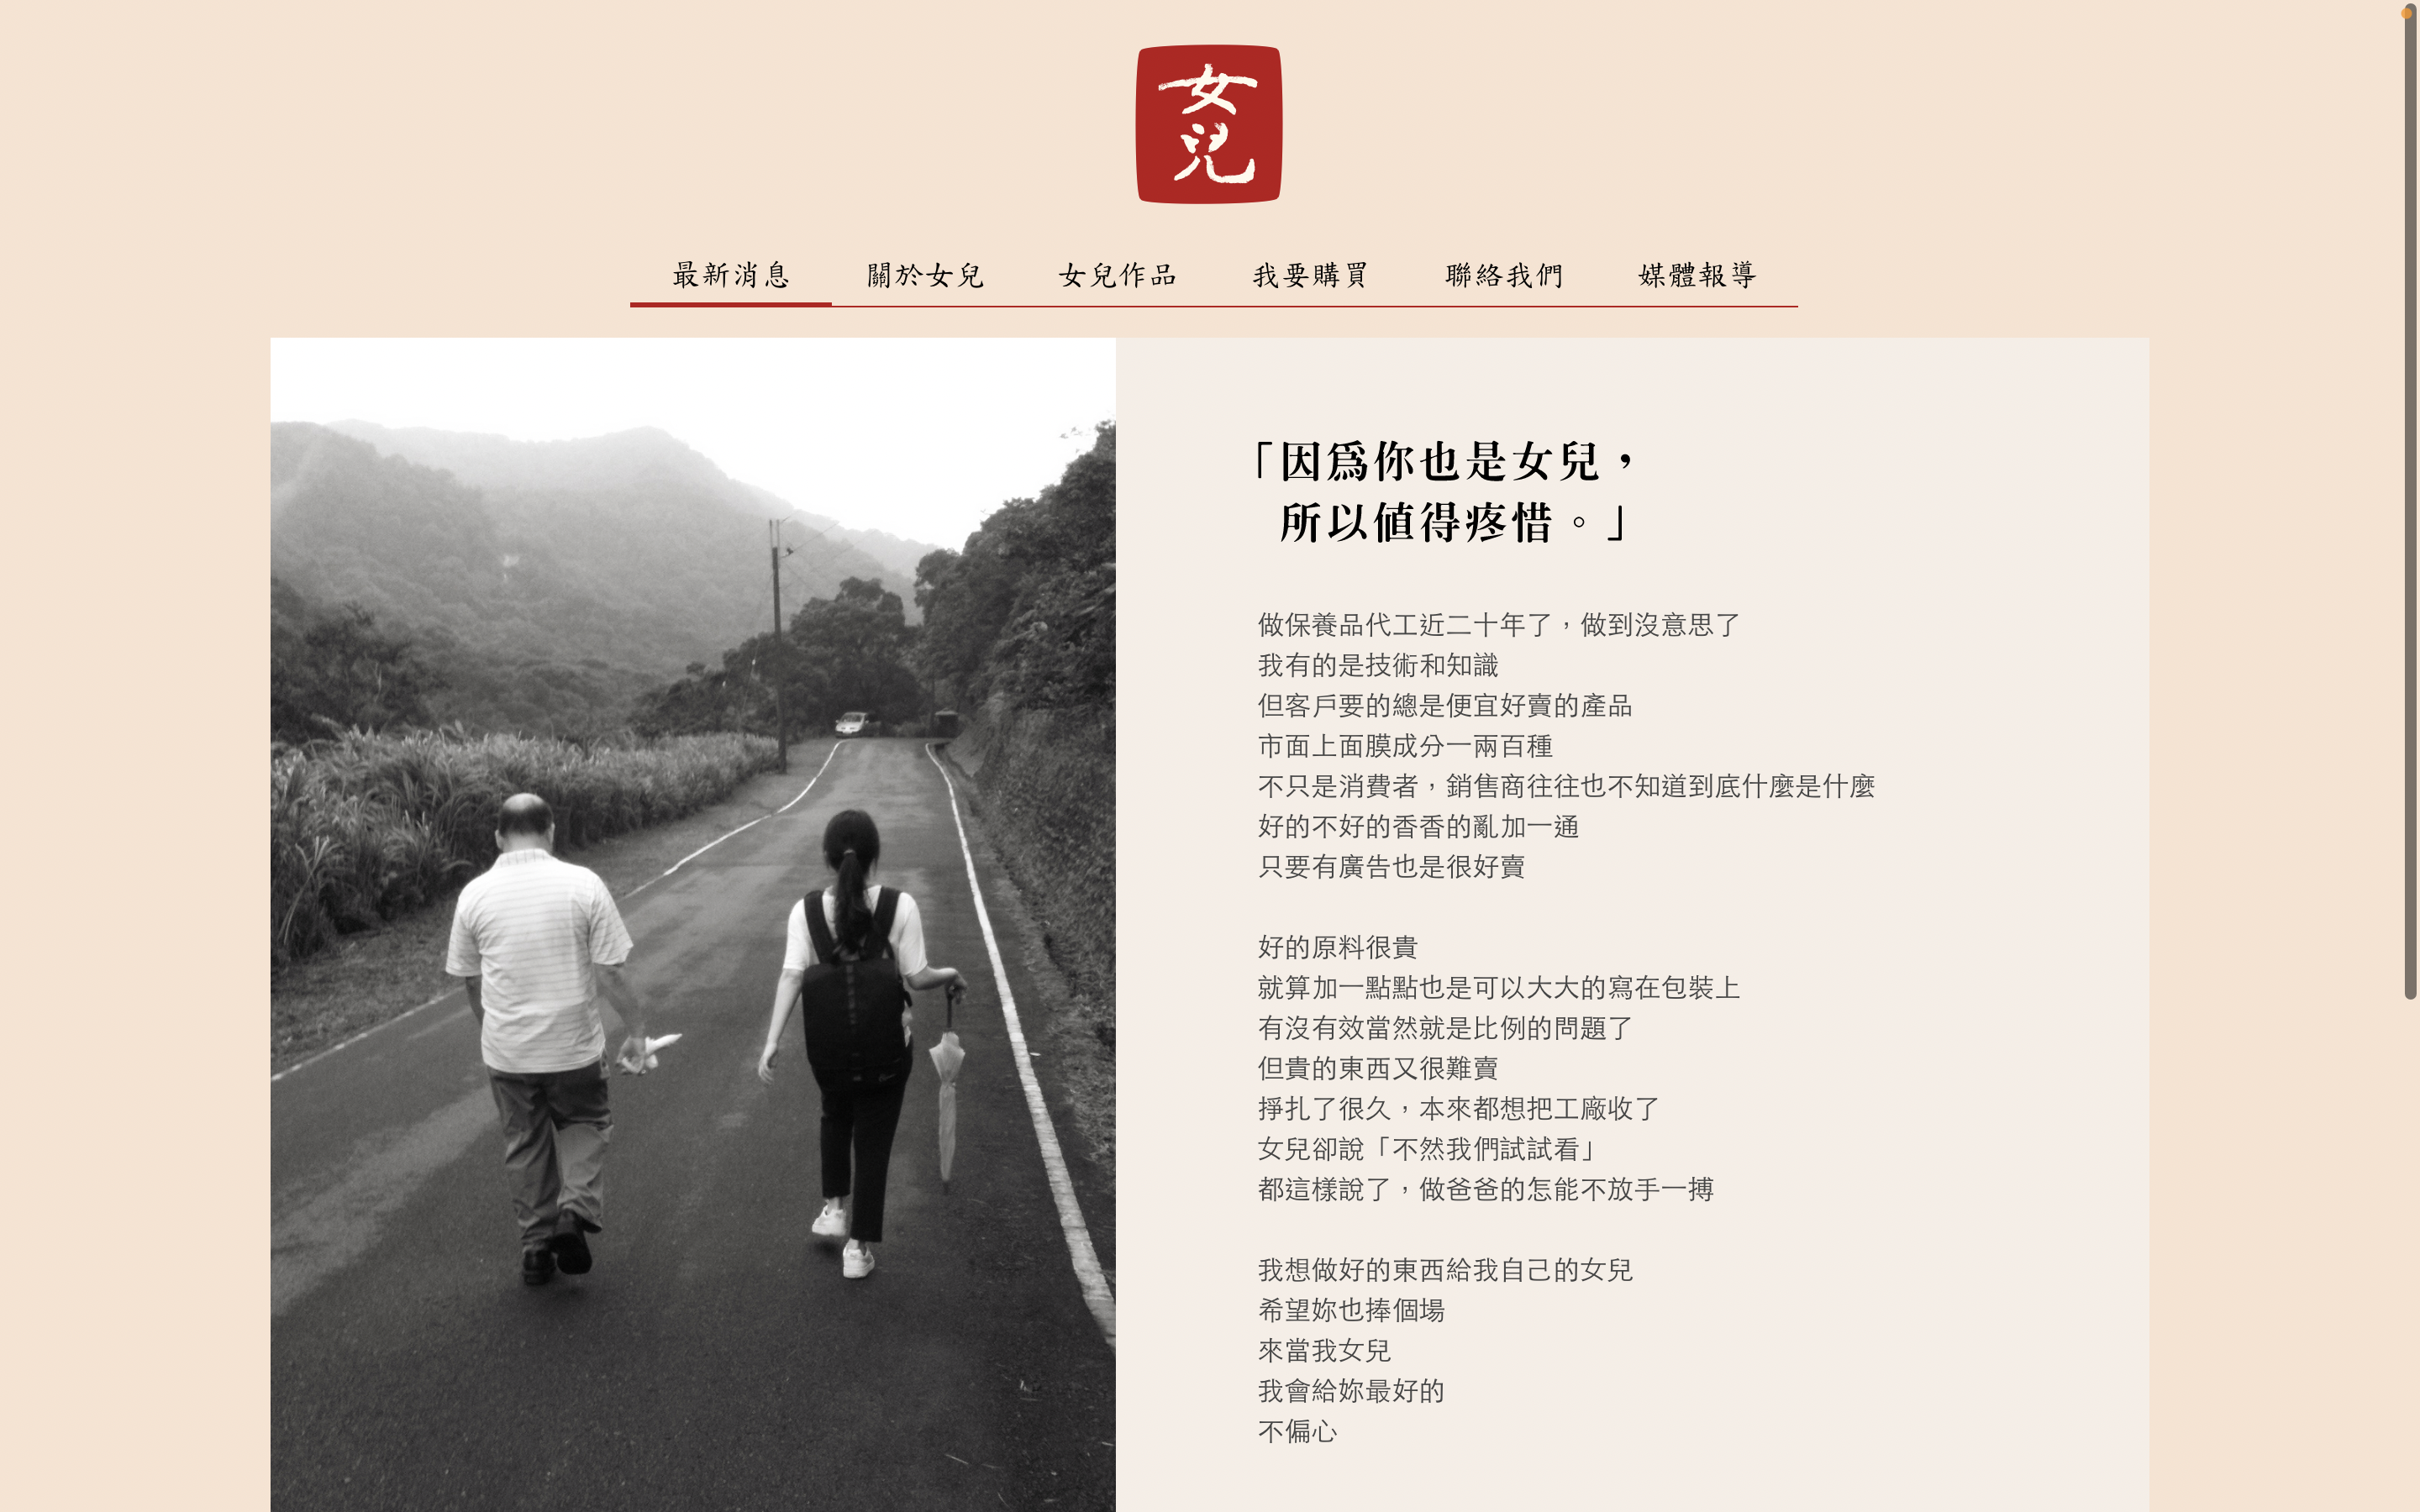 女
兒
最新消息 關於女兒 女兒作品 我要購買 聯絡我們 媒體報導
「因為你也是女兒，
所以值得疼惜。」
做保養品代工近二十年了，做到沒意思了
我有的是技術和知識
但客戶要的總是便宜好賣的產品
市面上面膜成分一兩百種
不只是消費者，銷售商往往也不知道到底什麼是什麼
好的不好的香香的亂加一通
只要有廣告也是很好賣
好的原料很貴
就算加一點點也是可以大大的寫在包裝上
有沒有效當然就是比例的問題了
但貴的東西又很難賣
掙扎了很久，本來都想把工廠收了
女兒卻說「不然我們試試看」
都這樣說了，做爸爸的怎能不放手一搏
我想做好的東西給我自己的女兒
希望妳也捧個場
來當我女兒
我會給妳最好的
不偏心